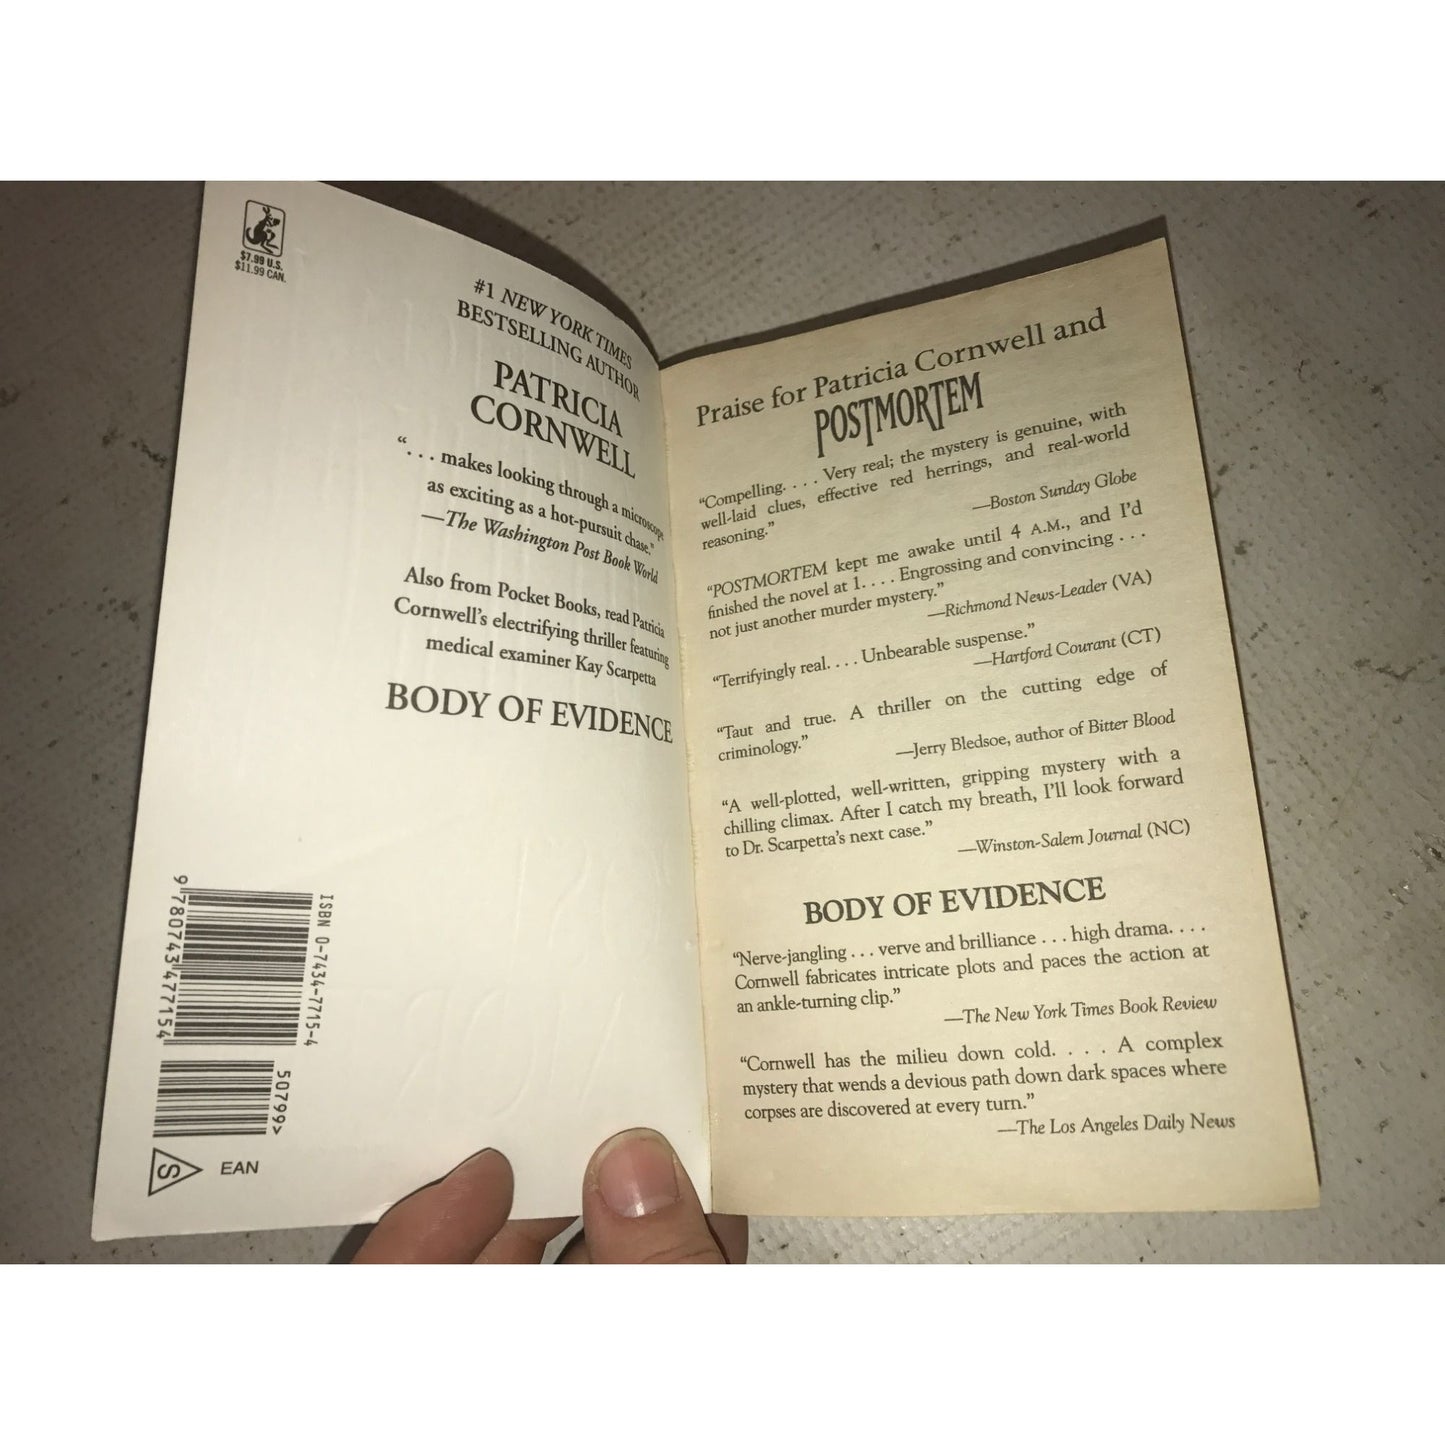 $7.99 U.S.
$11.99 CAN.
#1 NEW YORK TIMES
BESTSELLING AUTHOR
PATRICIA
CORNWELL
“. . . makes looking through a microscope
as exciting as a hot-pursuit chase.”
—The Washington Post Book World
Also from Pocket Books, read Patricia
Cornwell’s electrifying thriller featuring
medical examiner Kay Scarpetta
BODY OF EVIDENCE
ISBN 0-7434-7715-4
9 780743 477154
50799>
S
EAN
Praise for Patricia Cornwell and
POSTMORTEM
“Compelling. . . . Very real; the mystery is genuine, with
well-laid clues, effective red herrings, and real-world
reasoning.”
—Boston Sunday Globe
“POSTMORTEM kept me awake until 4 A.M., and I’d
finished the novel at 1. . . . Engrossing and convincing . . .
not just another murder mystery.”
—Richmond News-Leader (VA)
“Terrifyingly real. . . . Unbearable suspense.”
—Hartford Courant (CT)
“Taut and true. A thriller on the cutting edge of
criminology.”
—Jerry Bledsoe, author of Bitter Blood
“A well-plotted, well-written, gripping mystery with a
chilling climax. After I catch my breath, I’ll look forward
to Dr. Scarpetta’s next case.”
—Winston-Salem Journal (NC)
BODY OF EVIDENCE
“Nerve-jangling . . . verve and brilliance . . . high drama. . . .
Cornwell fabricates intricate plots and paces the action at
an ankle-turning clip.”
—The New York Times Book Review
“Cornwell has the milieu down cold. . . . A complex
mystery that wends a devious path down dark spaces where
corpses are discovered at every turn.”
—The Los Angeles Daily News